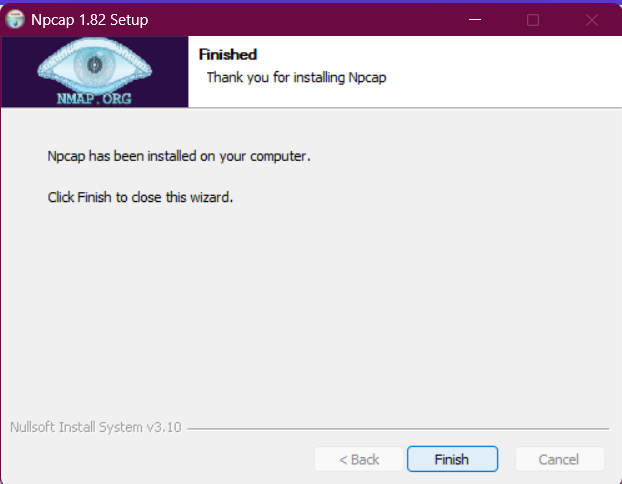 Npcap 1.82 Setup
NMAP.ORG
Finished
Thank you for installing Npcap
Npcap has been installed on your computer.
Click Finish to close this wizard.
Nullsoft Install System v3.10
< Back
Finish
Cancel